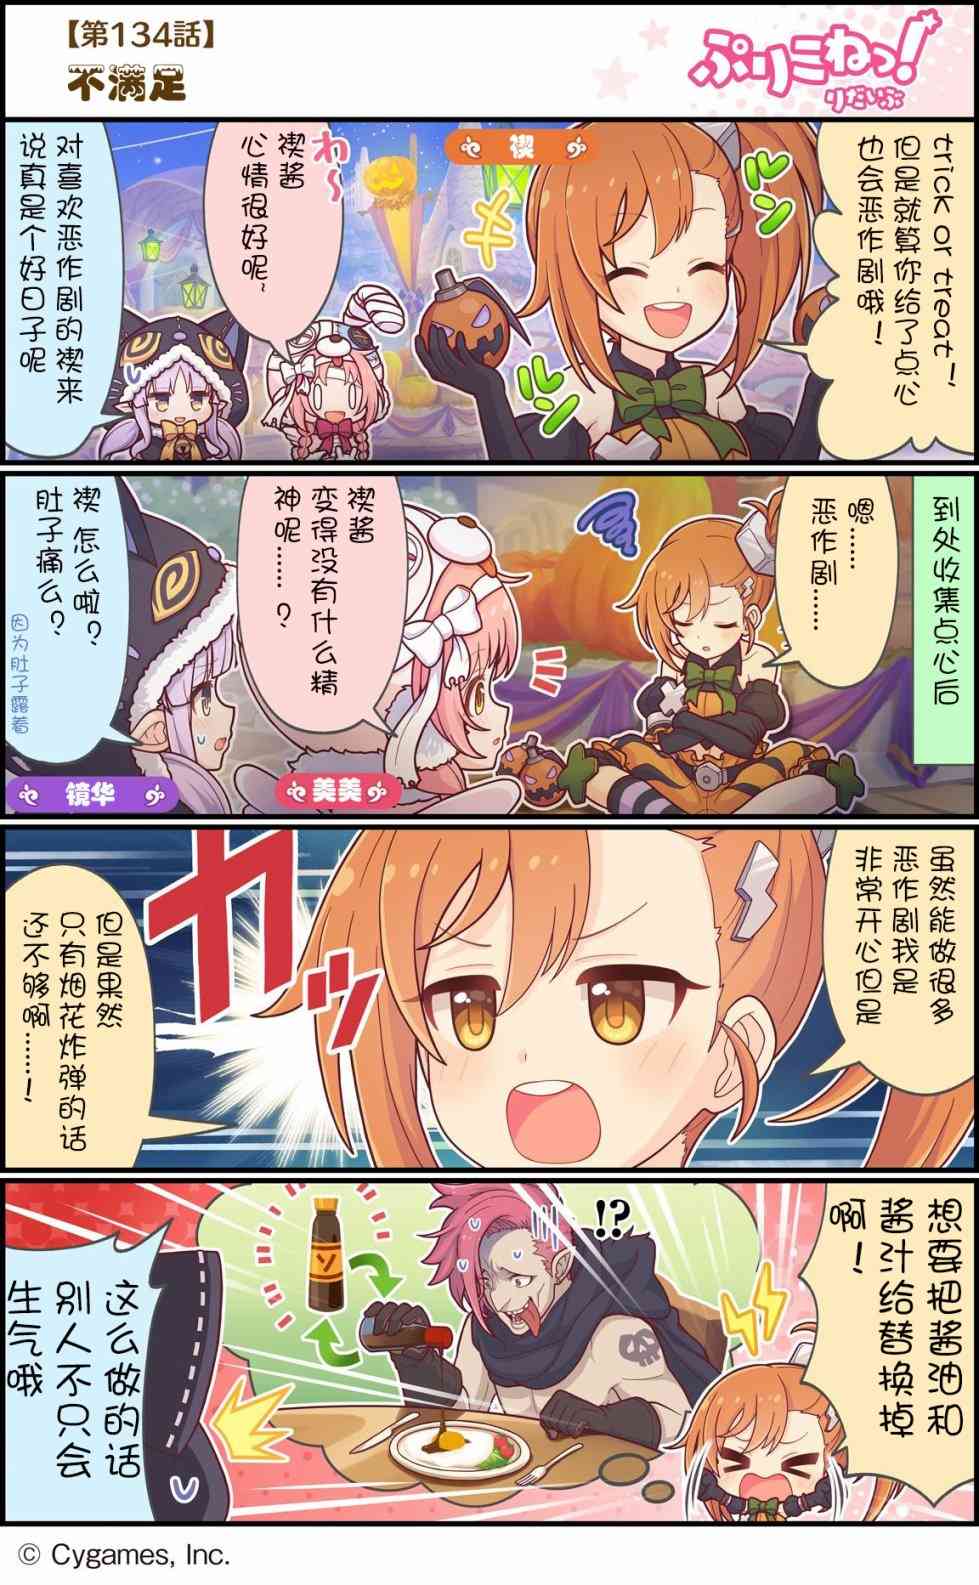 【第134話】
不満足
ぷりこねっ!
りだいぶ
trick or treat！
但是就算你给了点心
也会恶作剧哦！
ルン
ルン
禊
わ〜
禊酱
心情很好呢~
对喜欢恶作剧的禊来
说真是个好日子呢
到处收集点心后
嗯……
恶作剧……
禊酱
变得没有什么精
神呢……？
禊 怎么啦？
肚子痛么？
因为肚子露着
美美
镜华
虽然能做很多
恶作剧我是
非常开心但是
カッ
但是果然
只有烟花炸弹的话
还不够啊……！
想要把酱油和
酱汁给替换掉
啊！
!?
ソ
这么做的话
别人不只会
生气哦
© Cygames, Inc.